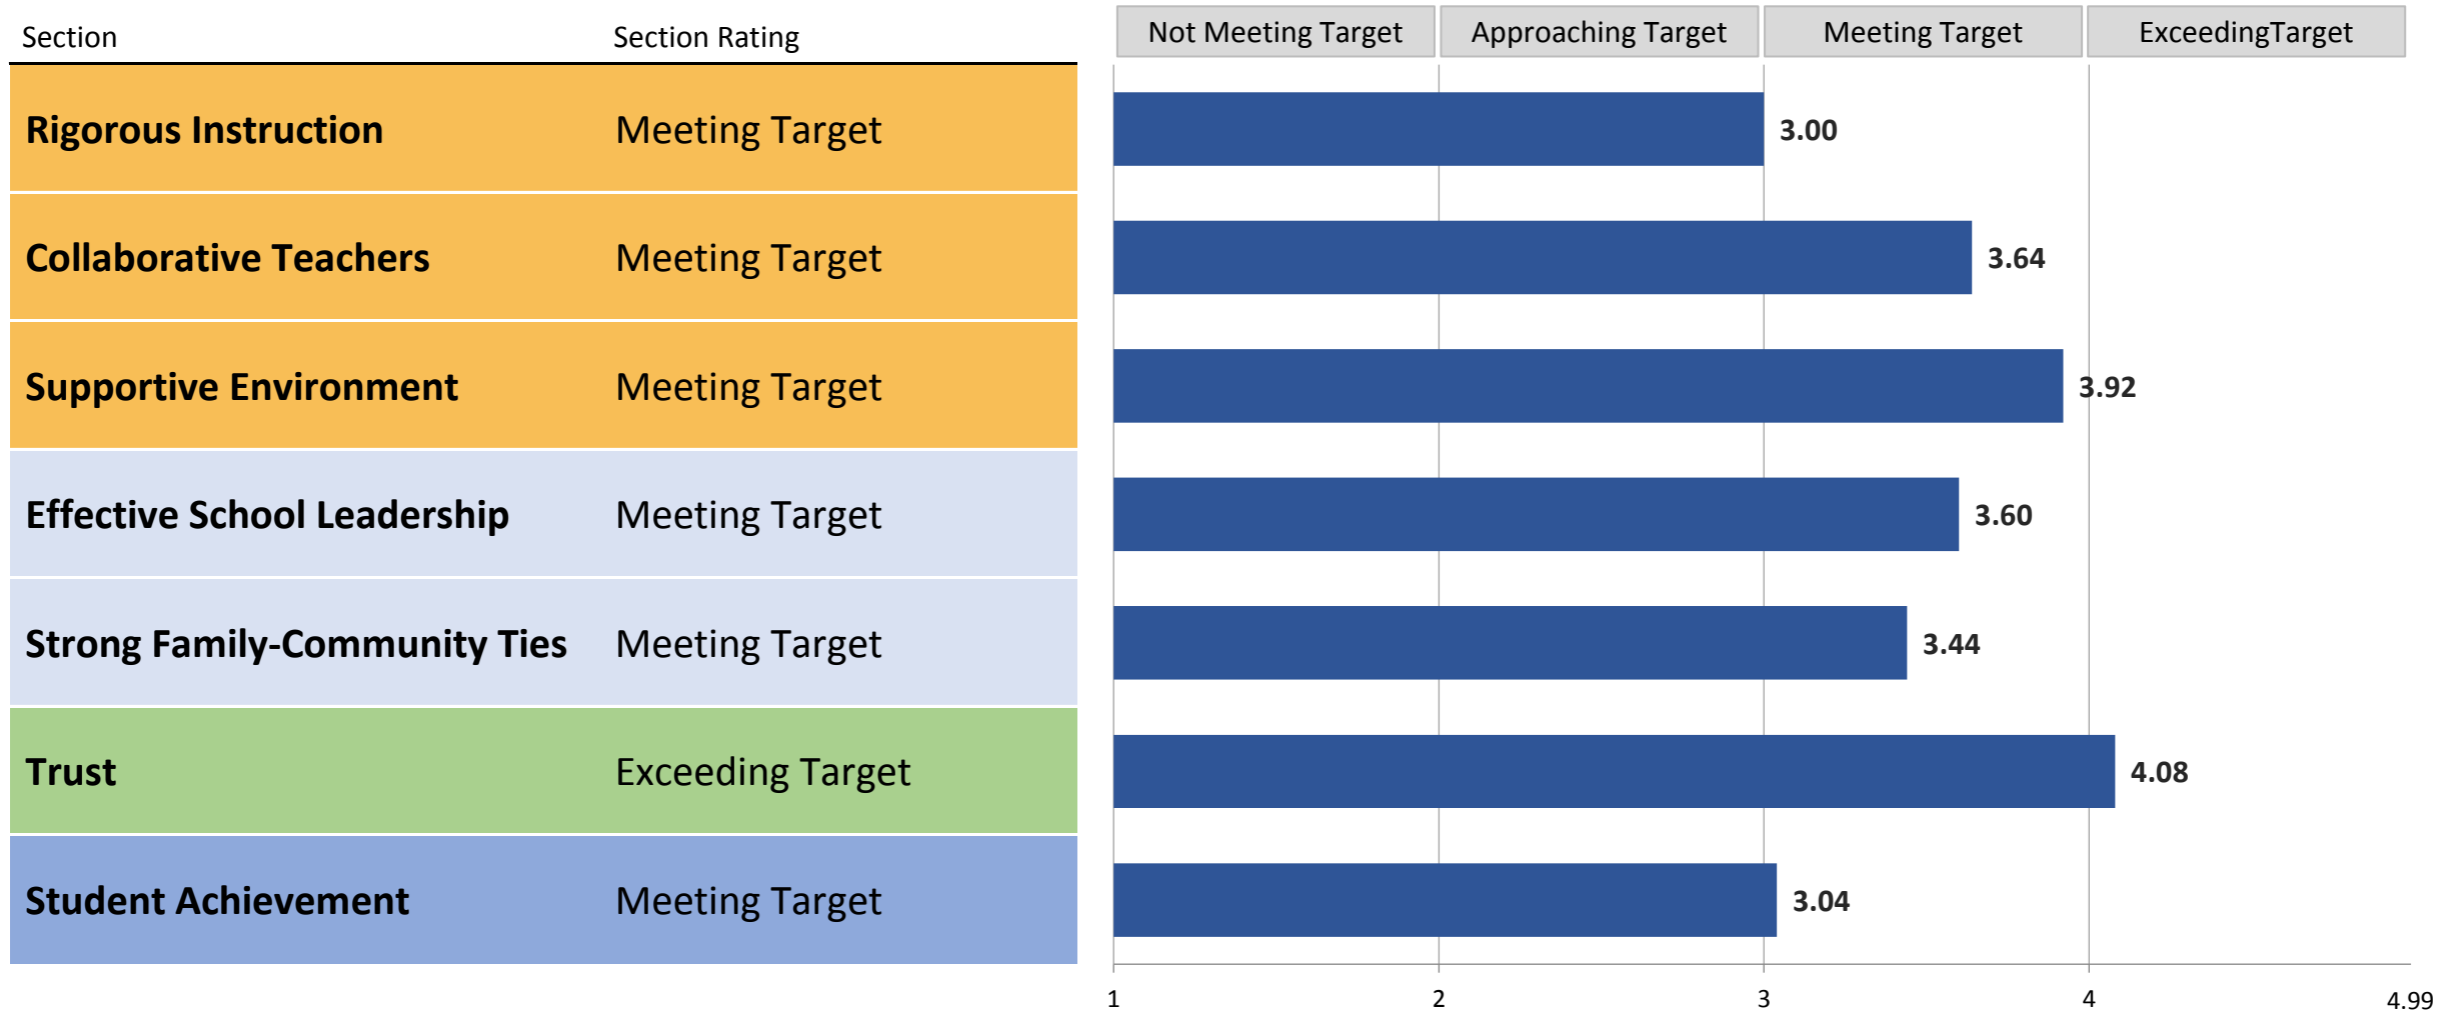 Section Section Rating Not Meeting Target Approaching Target Meeting Target ExceedingTarget
Rigorous Instruction Meeting Target 3.00
Collaborative Teachers Meeting Target 3.64
Supportive Environment Meeting Target 3.92
Effective School Leadership Meeting Target 3.60
Strong Family-Community Ties Meeting Target 3.44
Trust Exceeding Target 4.08
Student Achievement Meeting Target 3.04
1 2 3 4 4.99